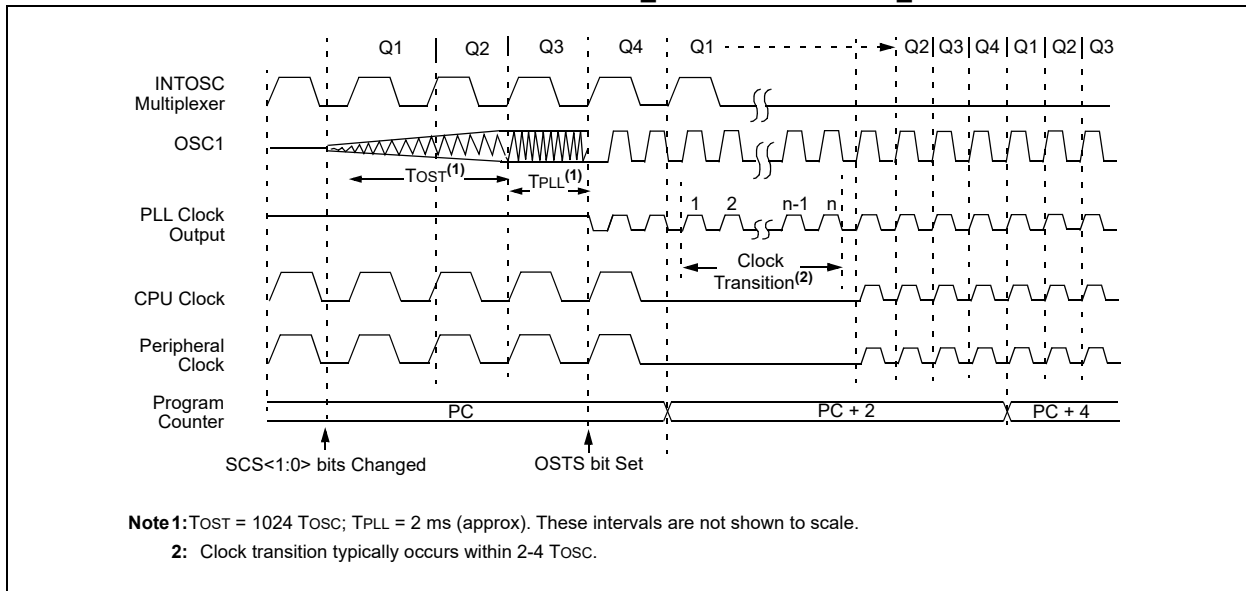 Q1 Q2 Q3 Q4 Q1 Q2 Q3 Q4 Q1 Q2 Q3
INTOSC
Multiplexer
OSC1
TOST(1)
TPLL(1)
PLL Clock
Output
1 2 n-1 n
Clock
Transition(2)
CPU Clock
Peripheral
Clock
Program
Counter
PC PC + 2 PC + 4
SCS<1:0> bits Changed OSTS bit Set
Note 1: TOST = 1024 TOSC; TPLL = 2 ms (approx). These intervals are not shown to scale.
2: Clock transition typically occurs within 2-4 TOSC.